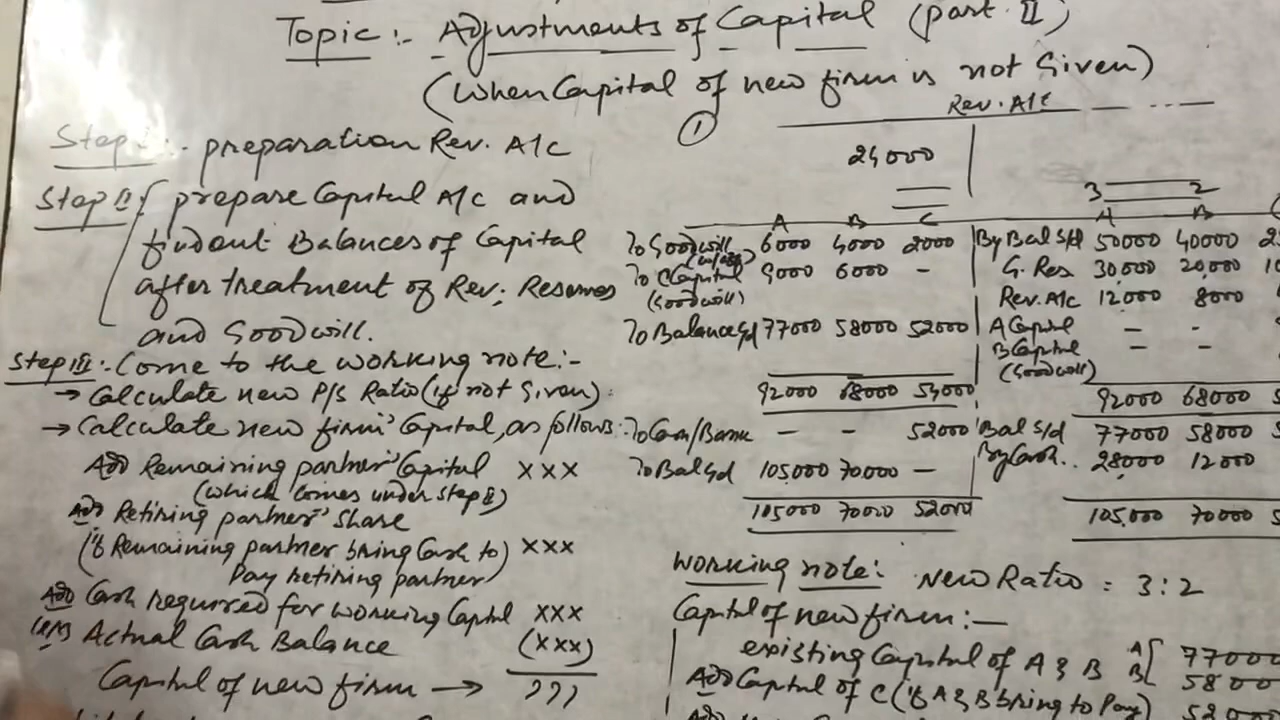 Topic :- Adjustments of Capital (part II)
(When Capital of new firm is not Given)
Step : preparation Rev. A/c
Step II prepare Capital A/c and
findout Balances of Capital
after treatment of Rev; Reserves
and Goodwill.
Step III :- Come to the working note :-
→ Calculate new P/S Ratio (if not Given)
→ Calculate new firm's Capital, as follows :-
Add Remaining partner's Capital xxx
(which comes under Step II)
Add Retiring partner's Share
(if Remaining partner bring Cash to) xxx
Pay retiring partner
Add Cash required for working Captl xxx
Actual Cash Balance (xxx)
Capital of new firm → ???
① Rev. A/c
24000
A B C
To Goodwill 6000 4000 2000
To C Capital 9000 6000 -
(Goodwill)
To Balance c/d 77000 58000 52000
92000 68000 54000
To Cash/Bank - - 52000
To Bal c/d 105000 70000 -
105000 70000 52000
3 2
A B
By Bal b/d 50000 40000
G. Res 30,000 20,000
Rev. A/c 12000 8000
A Capital - -
B Capital - -
(Goodwill)
92000 68000
Bal b/d 77000 58000
By Cash.. 28000 12000
105,000 70000
Working note: New Ratio : 3:2
Capital of new firm :-
existing Capital of A & B A 77000
B 58000
Add Capital of C (if A & B bring to Pay) 52000